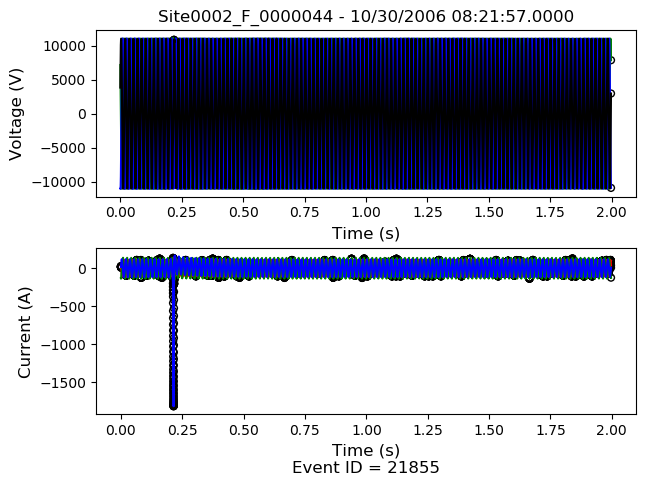 Site0002_F_0000044 - 10/30/2006 08:21:57.0000
Voltage (V)
10000
5000
0
−5000
−10000
0.00 0.25 0.50 0.75 1.00 1.25 1.50 1.75 2.00
Time (s)
Current (A)
0
−500
−1000
−1500
0.00 0.25 0.50 0.75 1.00 1.25 1.50 1.75 2.00
Time (s)
Event ID = 21855